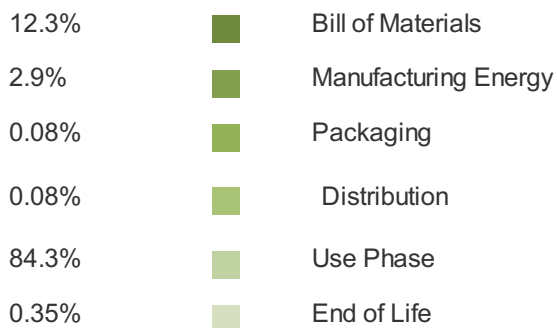 12.3% Bill of Materials
2.9% Manufacturing Energy
0.08% Packaging
0.08% Distribution
84.3% Use Phase
0.35% End of Life